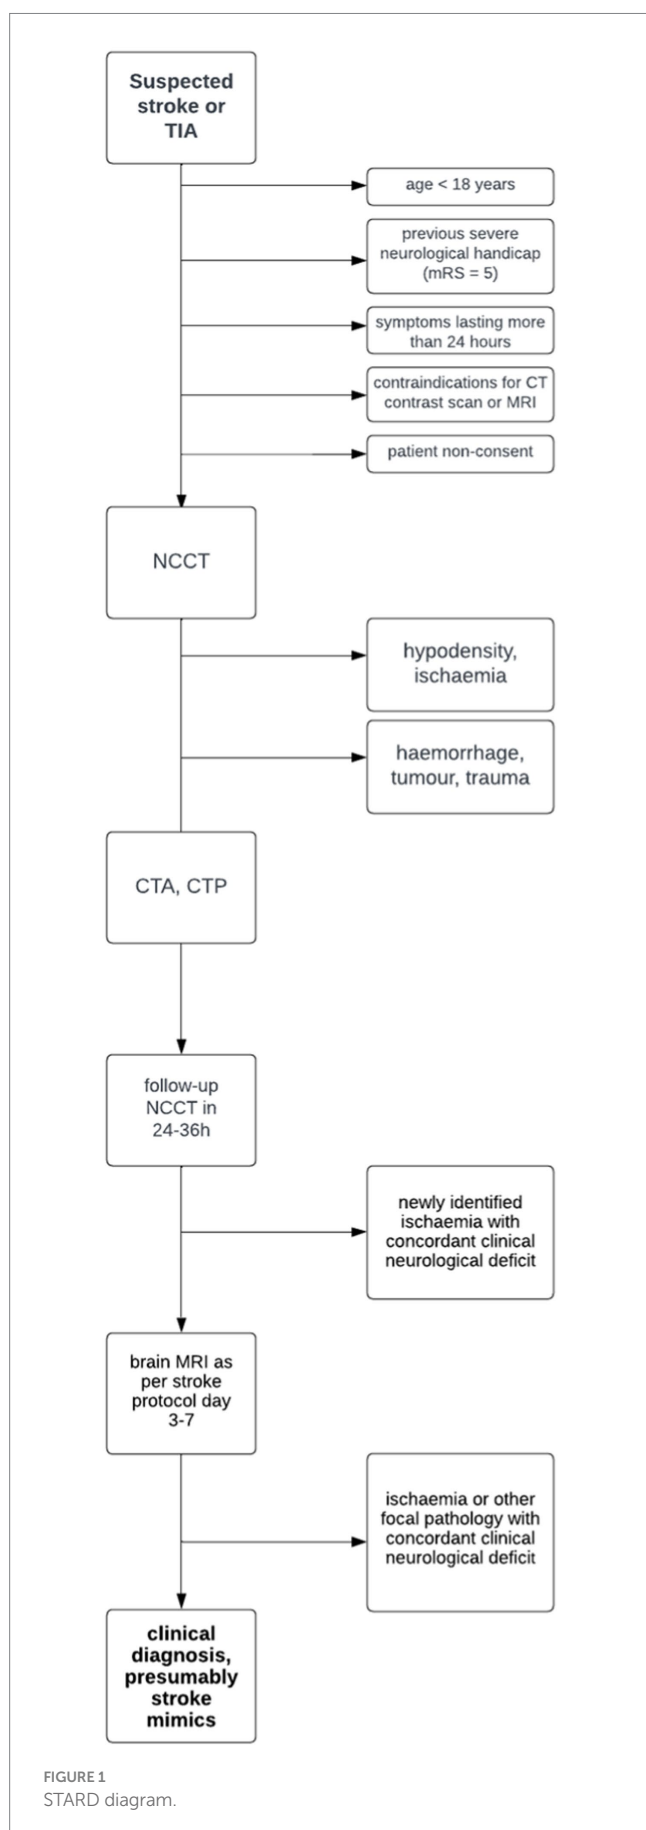 Suspected
stroke or
TIA
age < 18 years
previous severe
neurological handicap
(mRS = 5)
symptoms lasting more
than 24 hours
contraindications for CT
contrast scan or MRI
patient non-consent
NCCT
hypodensity,
ischaemia
haemorrhage,
tumour, trauma
CTA, CTP
follow-up
NCCT in
24-36h
newly identified
ischaemia with
concordant clinical
neurological deficit
brain MRI as
per stroke
protocol day
3-7
ischaemia or other
focal pathology with
concordant clinical
neurological deficit
clinical
diagnosis,
presumably
stroke
mimics
FIGURE 1
STARD diagram.